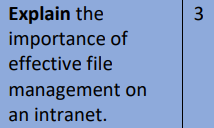 Explain the 3
importance of
effective file
management on
an intranet.